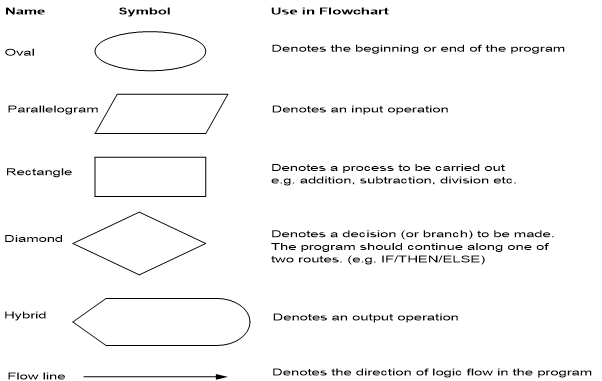 Name Symbol Use in Flowchart
Oval Denotes the beginning or end of the program
Parallelogram Denotes an input operation
Rectangle Denotes a process to be carried out
e.g. addition, subtraction, division etc.
Diamond Denotes a decision (or branch) to be made.
The program should continue along one of
two routes. (e.g. IF/THEN/ELSE)
Hybrid Denotes an output operation
Flow line Denotes the direction of logic flow in the program